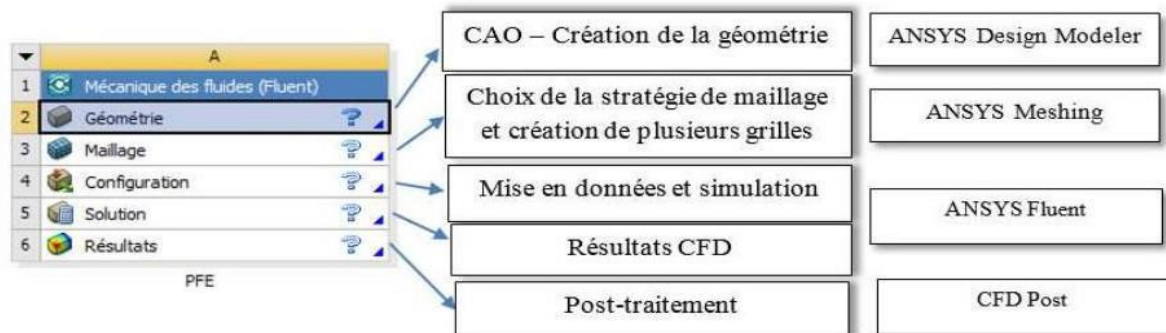 A
1 Mécanique des fluides (Fluent)
2 Géométrie ?
3 Maillage ?
4 Configuration ?
5 Solution ?
6 Résultats ?
PFE
CAO – Création de la géométrie
Choix de la stratégie de maillage
et création de plusieurs grilles
Mise en données et simulation
Résultats CFD
Post-traitement
ANSYS Design Modeler
ANSYS Meshing
ANSYS Fluent
CFD Post